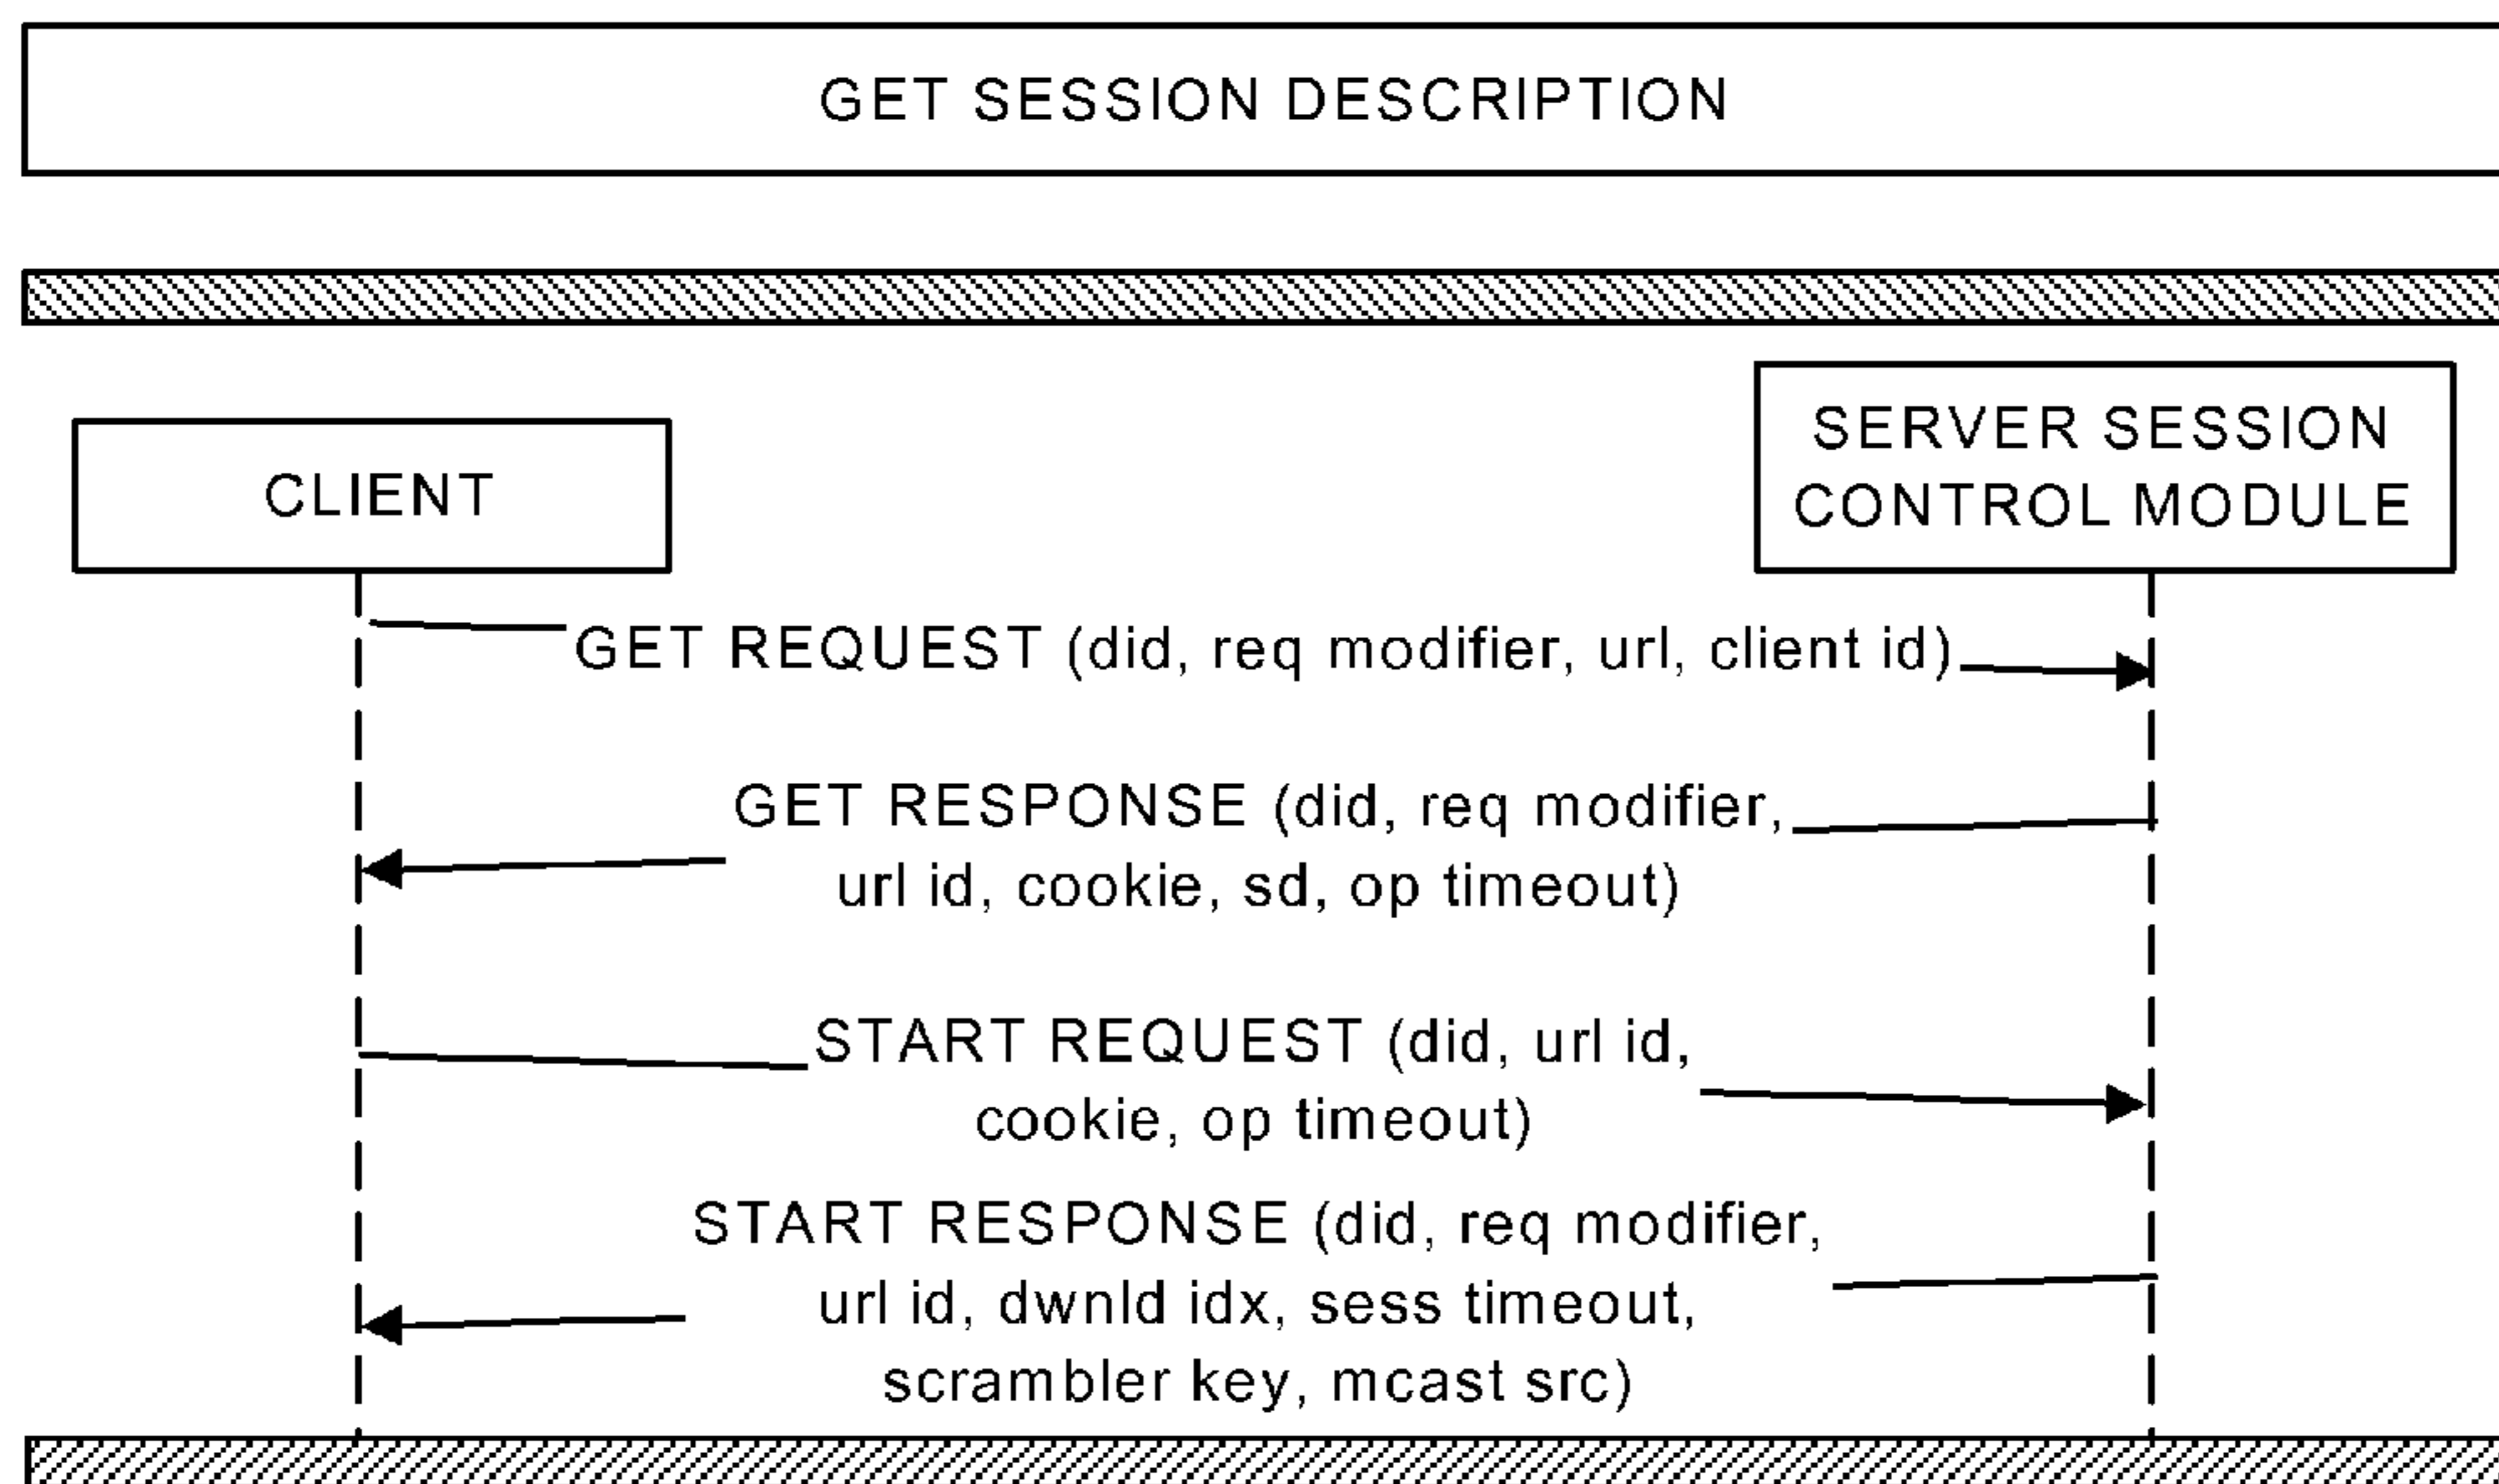 GET SESSION DESCRIPTION
CLIENT
SERVER SESSION
CONTROL MODULE
GET REQUEST (did, req modifier, url, client id)
GET RESPONSE (did, req modifier,
url id, cookie, sd, op timeout)
START REQUEST (did, url id,
cookie, op timeout)
START RESPONSE (did, req modifier,
url id, dwnld idx, sess timeout,
scrambler key, mcast src)